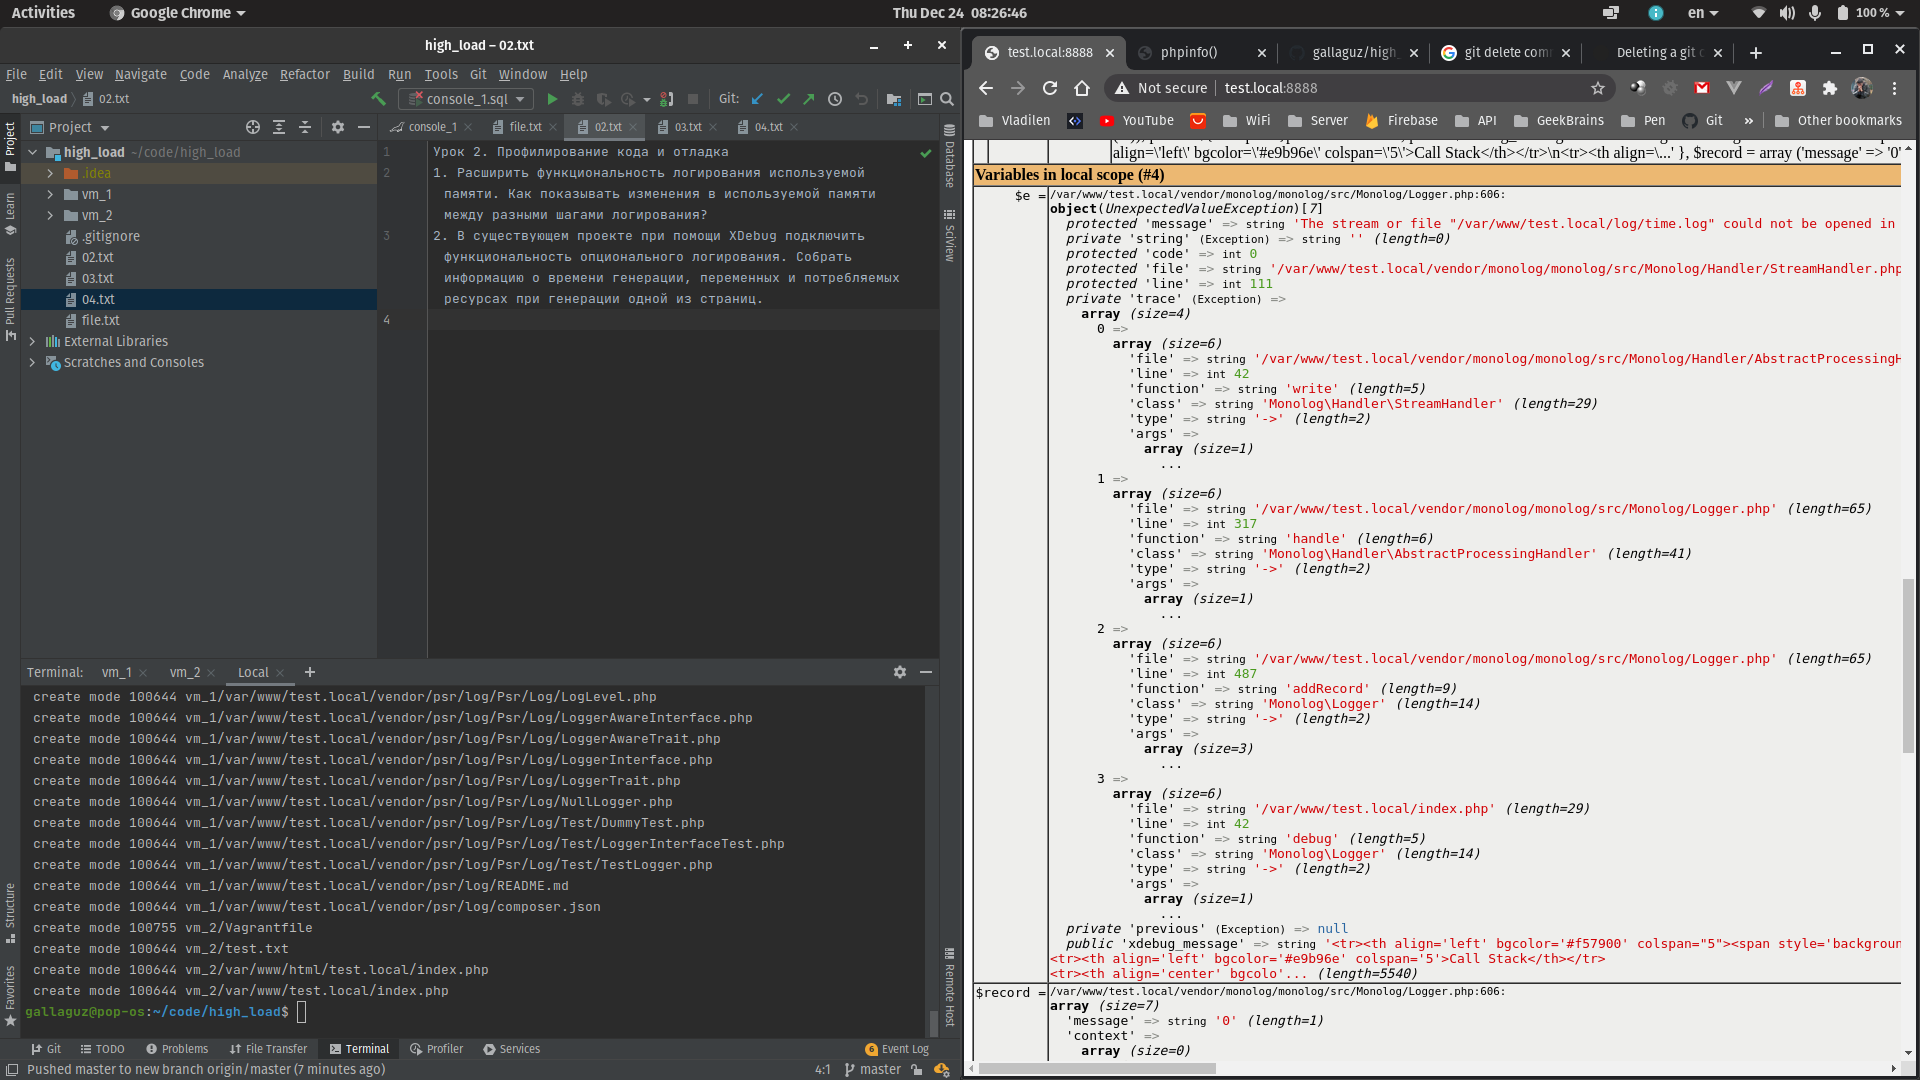 Activities
Google Chrome
Thu Dec 24 08:26:46
en
100 %
high_load – 02.txt
File Edit View Navigate Code Analyze Refactor Build Run Tools Git Window Help
high_load 02.txt
console_1.sql
Git:
Project
console_1
file.txt
02.txt
03.txt
04.txt
high_load ~/code/high_load
.idea
vm_1
vm_2
.gitignore
02.txt
03.txt
04.txt
file.txt
External Libraries
Scratches and Consoles
Project
Learn
Pull Requests
Structure
Favorites
Database
SciView
Remote Host
1 Урок 2. Профилирование кода и отладка
2 1. Расширить функциональность логирования используемой
памяти. Как показывать изменения в используемой памяти
между разными шагами логирования?
3 2. В существующем проекте при помощи XDebug подключить
функциональность опционального логирования. Собрать
информацию о времени генерации, переменных и потребляемых
ресурсах при генерации одной из страниц.
4
Terminal: vm_1 vm_2 Local
create mode 100644 vm_1/var/www/test.local/vendor/psr/log/Psr/Log/LogLevel.php
create mode 100644 vm_1/var/www/test.local/vendor/psr/log/Psr/Log/LoggerAwareInterface.php
create mode 100644 vm_1/var/www/test.local/vendor/psr/log/Psr/Log/LoggerAwareTrait.php
create mode 100644 vm_1/var/www/test.local/vendor/psr/log/Psr/Log/LoggerInterface.php
create mode 100644 vm_1/var/www/test.local/vendor/psr/log/Psr/Log/LoggerTrait.php
create mode 100644 vm_1/var/www/test.local/vendor/psr/log/Psr/Log/NullLogger.php
create mode 100644 vm_1/var/www/test.local/vendor/psr/log/Psr/Log/Test/DummyTest.php
create mode 100644 vm_1/var/www/test.local/vendor/psr/log/Psr/Log/Test/LoggerInterfaceTest.php
create mode 100644 vm_1/var/www/test.local/vendor/psr/log/Psr/Log/Test/TestLogger.php
create mode 100644 vm_1/var/www/test.local/vendor/psr/log/README.md
create mode 100644 vm_1/var/www/test.local/vendor/psr/log/composer.json
create mode 100755 vm_2/Vagrantfile
create mode 100644 vm_2/test.txt
create mode 100644 vm_2/var/www/html/test.local/index.php
create mode 100644 vm_2/var/www/test.local/index.php
gallaguz@pop-os:~/code/high_load$
Git TODO Problems File Transfer Terminal Profiler Services 6 Event Log
Pushed master to new branch origin/master (7 minutes ago) 4:1 master
test.local:8888
phpinfo()
gallaguz/high_
git delete com
Deleting a git c
Not secure test.local:8888
Vladilen YouTube WiFi Server Firebase API GeekBrains Pen Git » Other bookmarks
align=\'left\' bgcolor=\'#e9b96e\' colspan=\'5\'>Call Stack</th></tr>\n<tr><th align=\...' }, $record = array ('message' => '0'
Variables in local scope (#4)
$e = /var/www/test.local/vendor/monolog/monolog/src/Monolog/Logger.php:606:
object(UnexpectedValueException)[7]
protected 'message' => string 'The stream or file "/var/www/test.local/log/time.log" could not be opened in
private 'string' (Exception) => string '' (length=0)
protected 'code' => int 0
protected 'file' => string '/var/www/test.local/vendor/monolog/monolog/src/Monolog/Handler/StreamHandler.php
protected 'line' => int 111
private 'trace' (Exception) =>
array (size=4)
0 =>
array (size=6)
'file' => string '/var/www/test.local/vendor/monolog/monolog/src/Monolog/Handler/AbstractProcessingH
'line' => int 42
'function' => string 'write' (length=5)
'class' => string 'Monolog\Handler\StreamHandler' (length=29)
'type' => string '->' (length=2)
'args' =>
array (size=1)
...
1 =>
array (size=6)
'file' => string '/var/www/test.local/vendor/monolog/monolog/src/Monolog/Logger.php' (length=65)
'line' => int 317
'function' => string 'handle' (length=6)
'class' => string 'Monolog\Handler\AbstractProcessingHandler' (length=41)
'type' => string '->' (length=2)
'args' =>
array (size=1)
...
2 =>
array (size=6)
'file' => string '/var/www/test.local/vendor/monolog/monolog/src/Monolog/Logger.php' (length=65)
'line' => int 487
'function' => string 'addRecord' (length=9)
'class' => string 'Monolog\Logger' (length=14)
'type' => string '->' (length=2)
'args' =>
array (size=3)
...
3 =>
array (size=6)
'file' => string '/var/www/test.local/index.php' (length=29)
'line' => int 42
'function' => string 'debug' (length=5)
'class' => string 'Monolog\Logger' (length=14)
'type' => string '->' (length=2)
'args' =>
array (size=1)
...
private 'previous' (Exception) => null
public 'xdebug_message' => string '<tr><th align='left' bgcolor='#f57900' colspan="5"><span style='backgroun
<tr><th align='left' bgcolor='#e9b96e' colspan='5'>Call Stack</th></tr>
<tr><th align='center' bgcolo'... (length=5540)
$record = /var/www/test.local/vendor/monolog/monolog/src/Monolog/Logger.php:606:
array (size=7)
'message' => string '0' (length=1)
'context' =>
array (size=0)